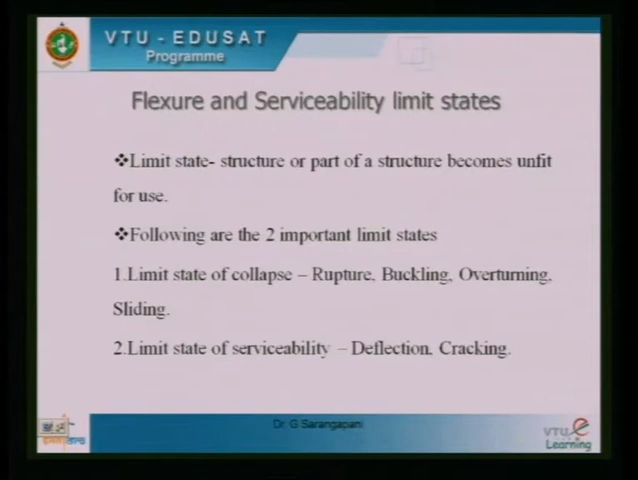 VTU - EDUSAT
Programme
Flexure and Serviceability limit states
❖Limit state- structure or part of a structure becomes unfit
for use.
❖Following are the 2 important limit states
1.Limit state of collapse – Rupture, Buckling, Overturning,
Sliding.
2.Limit state of serviceability – Deflection, Cracking.
Dr G Sarangapani
VTU e
Learning